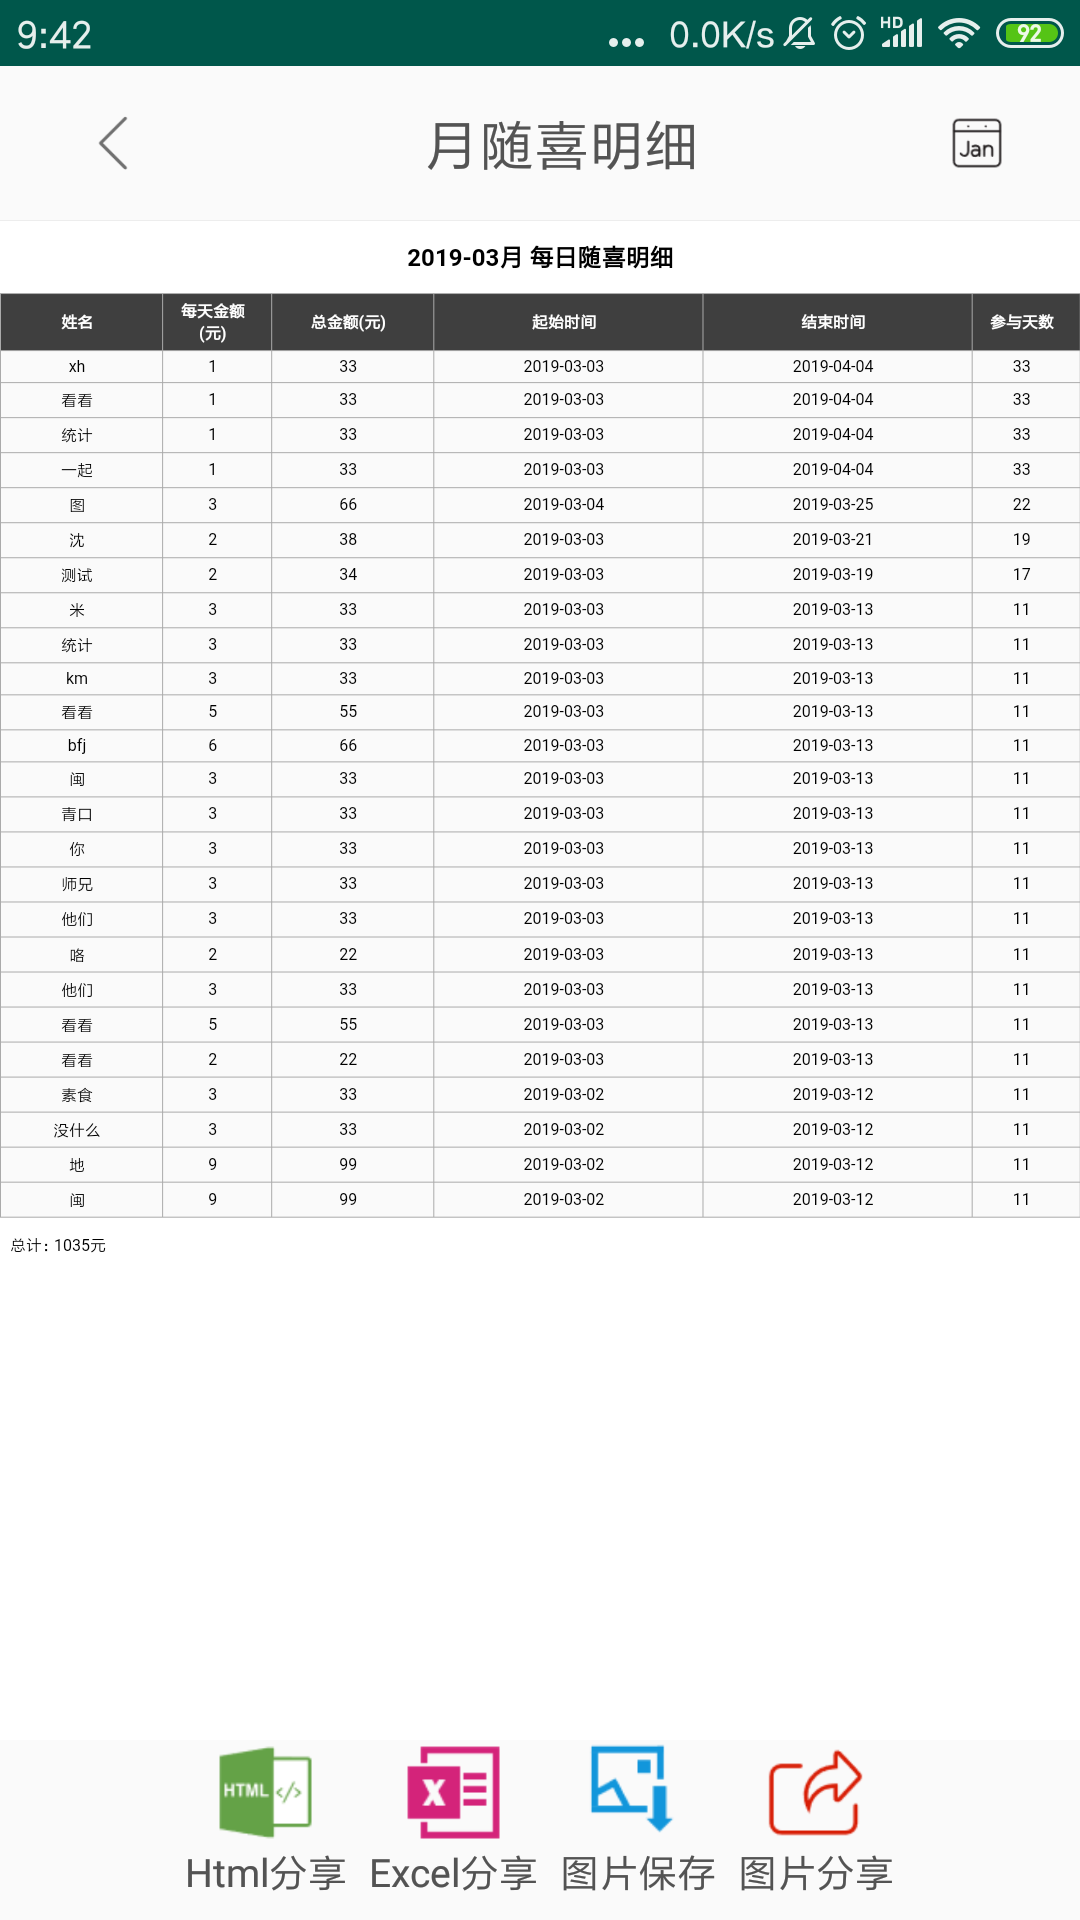 9:42 ... 0.0K/s HD 92
月随喜明细 Jan
2019-03月 每日随喜明细
姓名 每天金额(元) 总金额(元) 起始时间 结束时间 参与天数
xh 1 33 2019-03-03 2019-04-04 33
看看 1 33 2019-03-03 2019-04-04 33
统计 1 33 2019-03-03 2019-04-04 33
一起 1 33 2019-03-03 2019-04-04 33
图 3 66 2019-03-04 2019-03-25 22
沈 2 38 2019-03-03 2019-03-21 19
测试 2 34 2019-03-03 2019-03-19 17
米 3 33 2019-03-03 2019-03-13 11
统计 3 33 2019-03-03 2019-03-13 11
km 3 33 2019-03-03 2019-03-13 11
看看 5 55 2019-03-03 2019-03-13 11
bfj 6 66 2019-03-03 2019-03-13 11
闽 3 33 2019-03-03 2019-03-13 11
青口 3 33 2019-03-03 2019-03-13 11
你 3 33 2019-03-03 2019-03-13 11
师兄 3 33 2019-03-03 2019-03-13 11
他们 3 33 2019-03-03 2019-03-13 11
咯 2 22 2019-03-03 2019-03-13 11
他们 3 33 2019-03-03 2019-03-13 11
看看 5 55 2019-03-03 2019-03-13 11
看看 2 22 2019-03-03 2019-03-13 11
素食 3 33 2019-03-02 2019-03-12 11
没什么 3 33 2019-03-02 2019-03-12 11
地 9 99 2019-03-02 2019-03-12 11
闽 9 99 2019-03-02 2019-03-12 11
总计：1035元
HTML </> X
Html分享 Excel分享 图片保存 图片分享